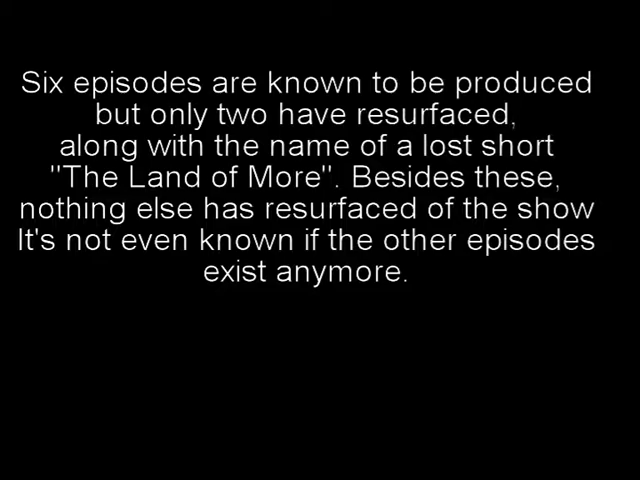 Six episodes are known to be produced
but only two have resurfaced,
along with the name of a lost short
"The Land of More". Besides these,
nothing else has resurfaced of the show
It's not even known if the other episodes
exist anymore.